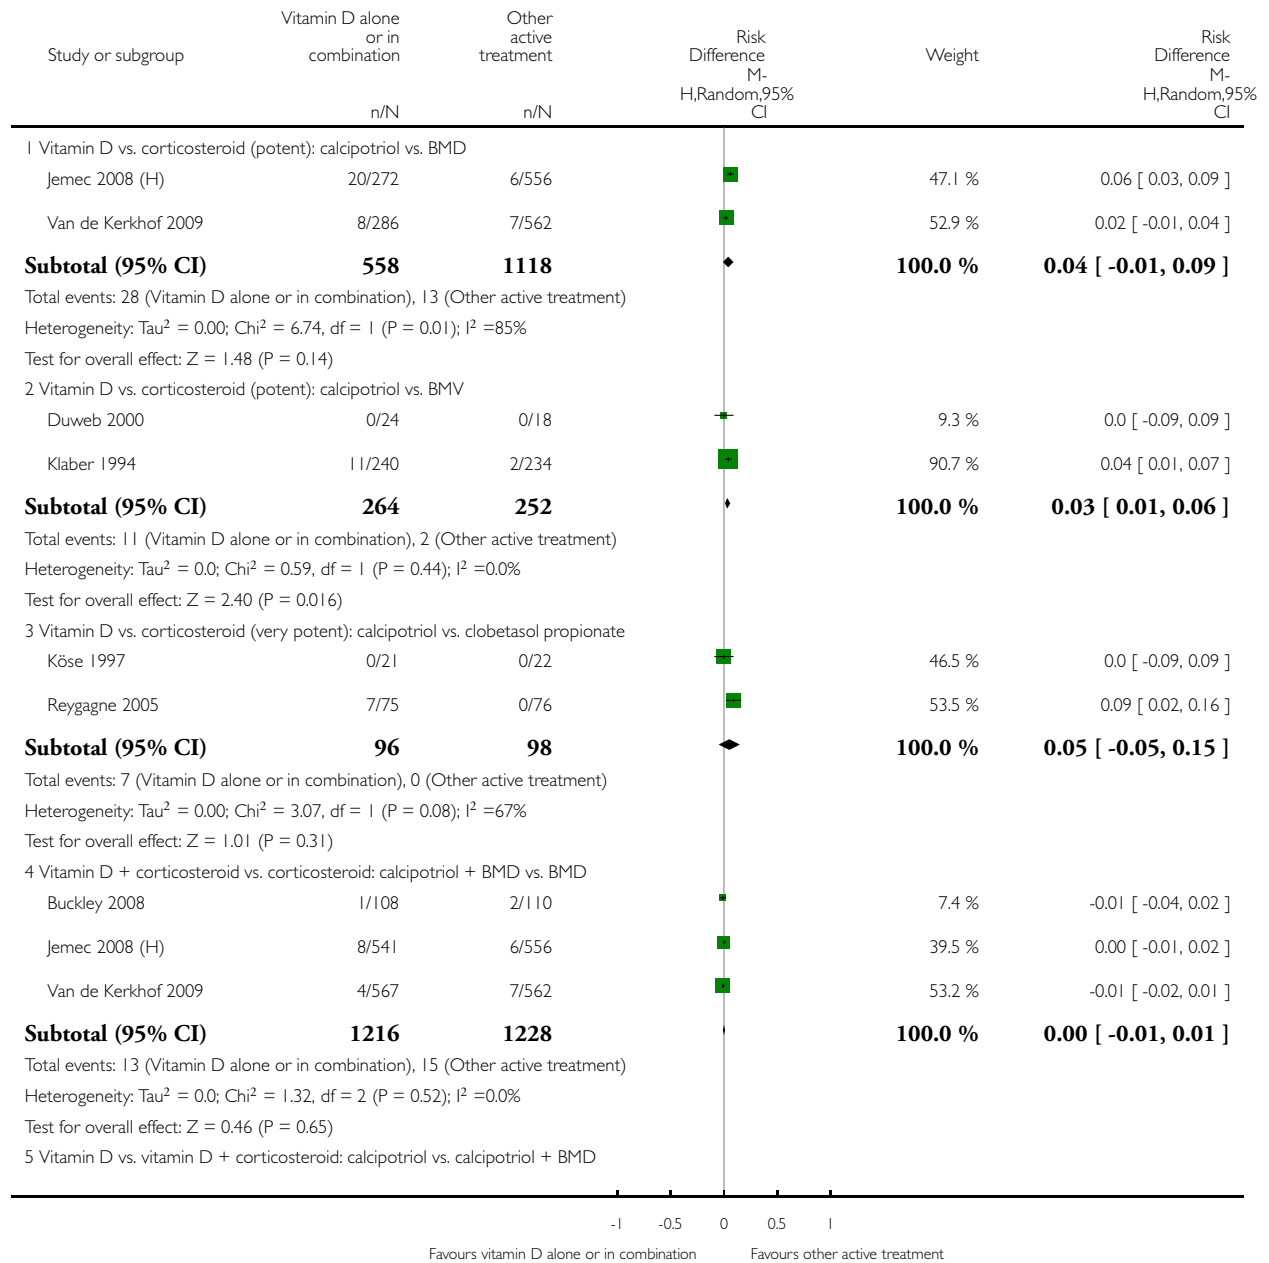 Study or subgroup
Vitamin D alone
or in
combination
Other
active
treatment
Risk
Difference
Weight
Risk
Difference
n/N
n/N
M-
H,Random,95%
CI
M-
H,Random,95%
CI
1 Vitamin D vs. corticosteroid (potent): calcipotriol vs. BMD
Jemec 2008 (H) 20/272 6/556 47.1 % 0.06 [ 0.03, 0.09 ]
Van de Kerkhof 2009 8/286 7/562 52.9 % 0.02 [ -0.01, 0.04 ]
Subtotal (95% CI) 558 1118 100.0 % 0.04 [ -0.01, 0.09 ]
Total events: 28 (Vitamin D alone or in combination), 13 (Other active treatment)
Heterogeneity: Tau² = 0.00; Chi² = 6.74, df = 1 (P = 0.01); I² =85%
Test for overall effect: Z = 1.48 (P = 0.14)
2 Vitamin D vs. corticosteroid (potent): calcipotriol vs. BMV
Duweb 2000 0/24 0/18 9.3 % 0.0 [ -0.09, 0.09 ]
Klaber 1994 11/240 2/234 90.7 % 0.04 [ 0.01, 0.07 ]
Subtotal (95% CI) 264 252 100.0 % 0.03 [ 0.01, 0.06 ]
Total events: 11 (Vitamin D alone or in combination), 2 (Other active treatment)
Heterogeneity: Tau² = 0.0; Chi² = 0.59, df = 1 (P = 0.44); I² =0.0%
Test for overall effect: Z = 2.40 (P = 0.016)
3 Vitamin D vs. corticosteroid (very potent): calcipotriol vs. clobetasol propionate
Köse 1997 0/21 0/22 46.5 % 0.0 [ -0.09, 0.09 ]
Reygagne 2005 7/75 0/76 53.5 % 0.09 [ 0.02, 0.16 ]
Subtotal (95% CI) 96 98 100.0 % 0.05 [ -0.05, 0.15 ]
Total events: 7 (Vitamin D alone or in combination), 0 (Other active treatment)
Heterogeneity: Tau² = 0.00; Chi² = 3.07, df = 1 (P = 0.08); I² =67%
Test for overall effect: Z = 1.01 (P = 0.31)
4 Vitamin D + corticosteroid vs. corticosteroid: calcipotriol + BMD vs. BMD
Buckley 2008 1/108 2/110 7.4 % -0.01 [ -0.04, 0.02 ]
Jemec 2008 (H) 8/541 6/556 39.5 % 0.00 [ -0.01, 0.02 ]
Van de Kerkhof 2009 4/567 7/562 53.2 % -0.01 [ -0.02, 0.01 ]
Subtotal (95% CI) 1216 1228 100.0 % 0.00 [ -0.01, 0.01 ]
Total events: 13 (Vitamin D alone or in combination), 15 (Other active treatment)
Heterogeneity: Tau² = 0.0; Chi² = 1.32, df = 2 (P = 0.52); I² =0.0%
Test for overall effect: Z = 0.46 (P = 0.65)
5 Vitamin D vs. vitamin D + corticosteroid: calcipotriol vs. calcipotriol + BMD
-1 -0.5 0 0.5 1
Favours vitamin D alone or in combination Favours other active treatment